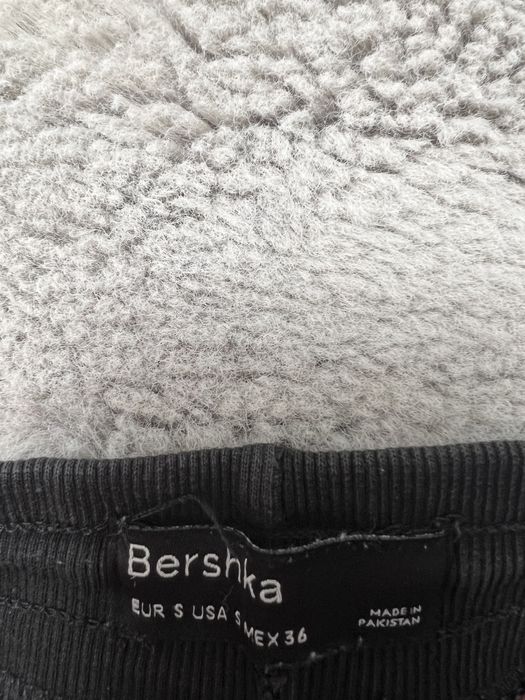 Bershka
EUR S USA S MEX 36
MADE IN
PAKISTAN